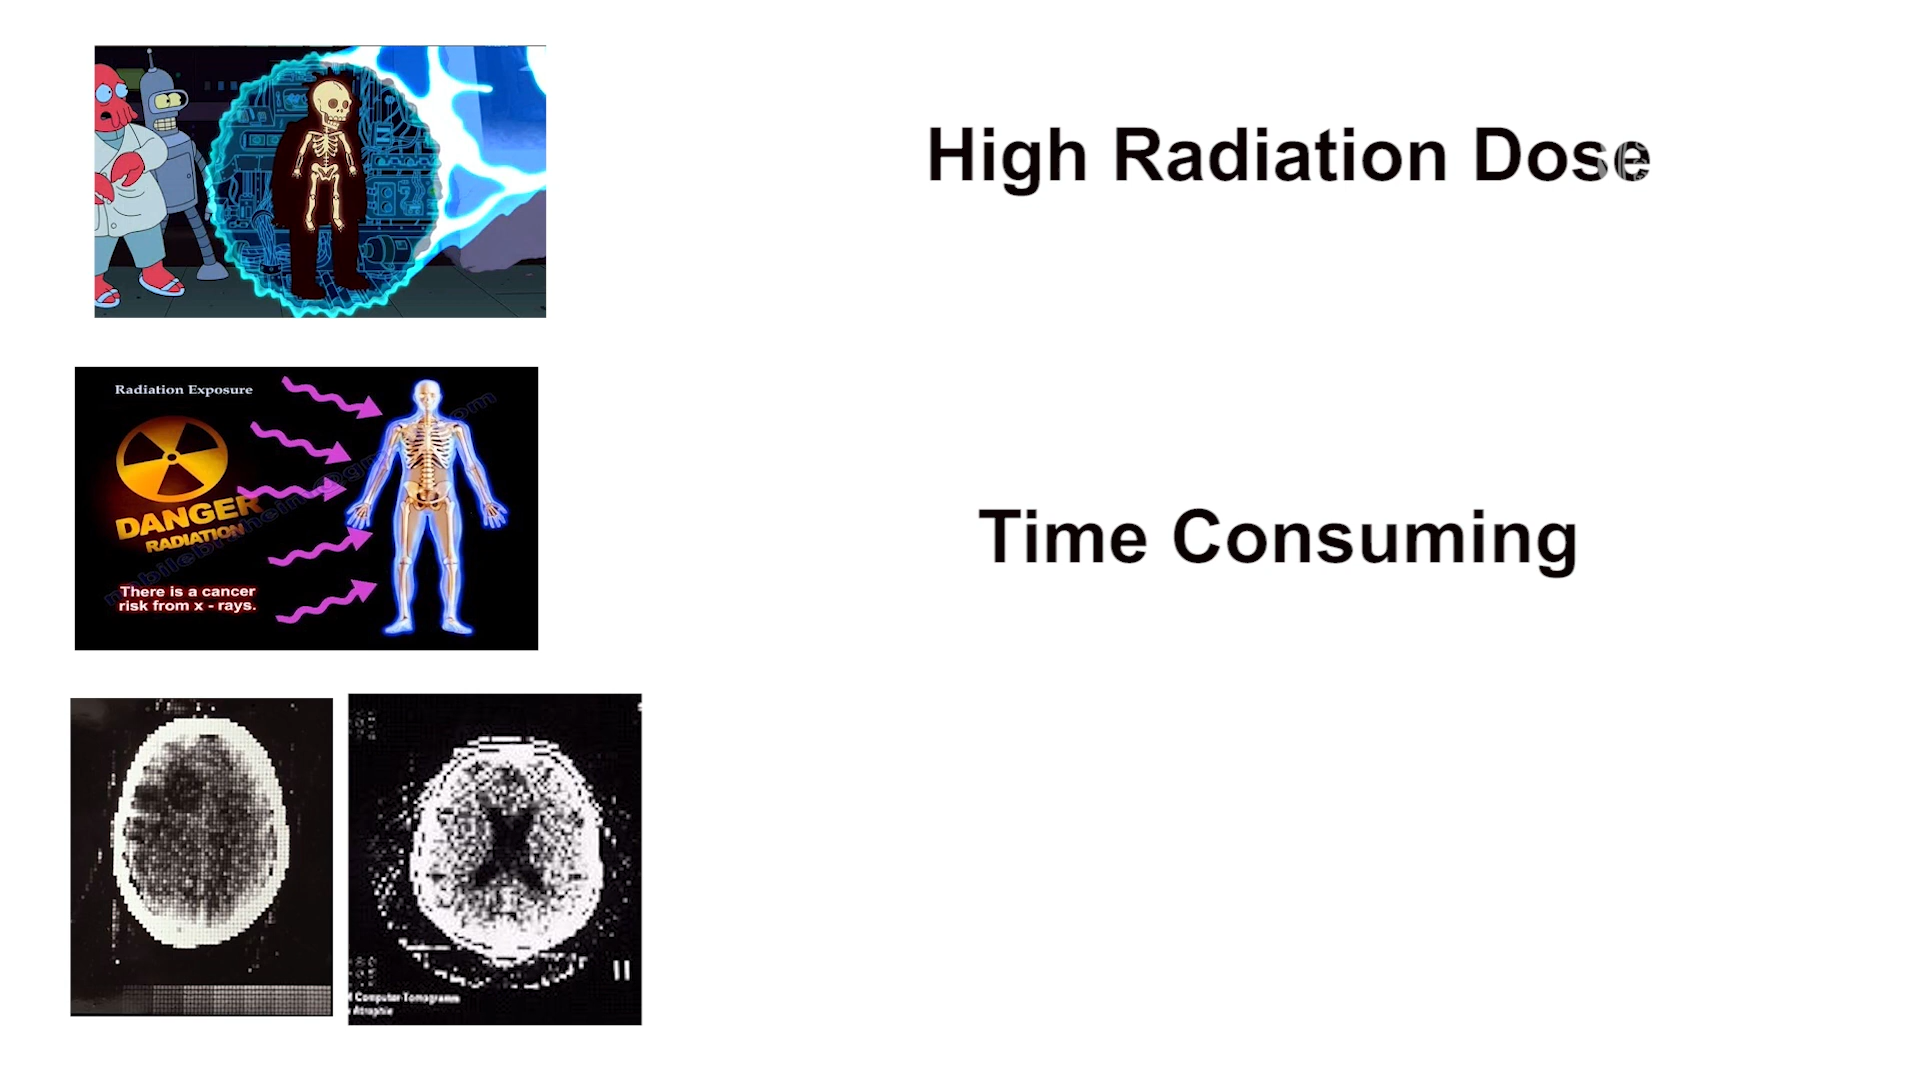 High Radiation Dose
Radiation Exposure
DANGER
RADIATION
There is a cancer
risk from x - rays.
Time Consuming
Computer-Tomogramm
Atrophie